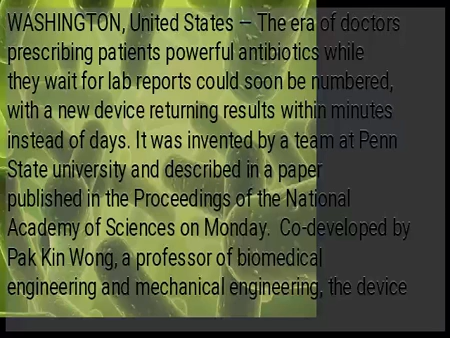 WASHINGTON, United States — The era of doctors
prescribing patients powerful antibiotics while
they wait for lab reports could soon be numbered,
with a new device returning results within minutes
instead of days. It was invented by a team at Penn
State university and described in a paper
published in the Proceedings of the National
Academy of Sciences on Monday.  Co-developed by
Pak Kin Wong, a professor of biomedical
engineering and mechanical engineering, the device